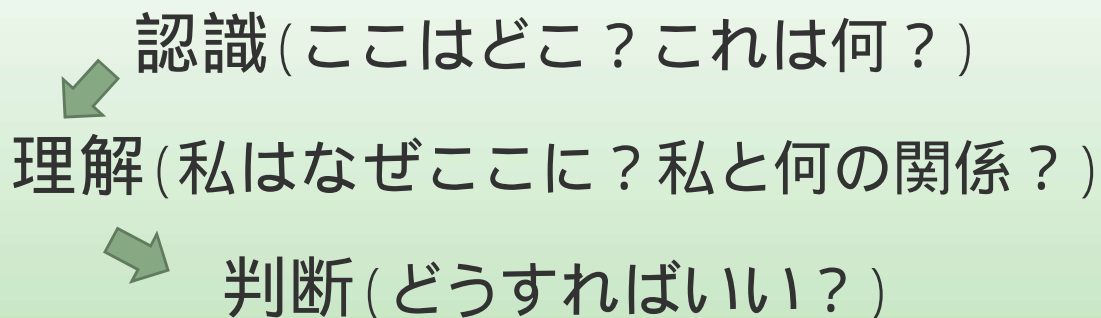 認識(ここはどこ？これは何？)
理解(私はなぜここに？私と何の関係？)
判断(どうすればいい？)